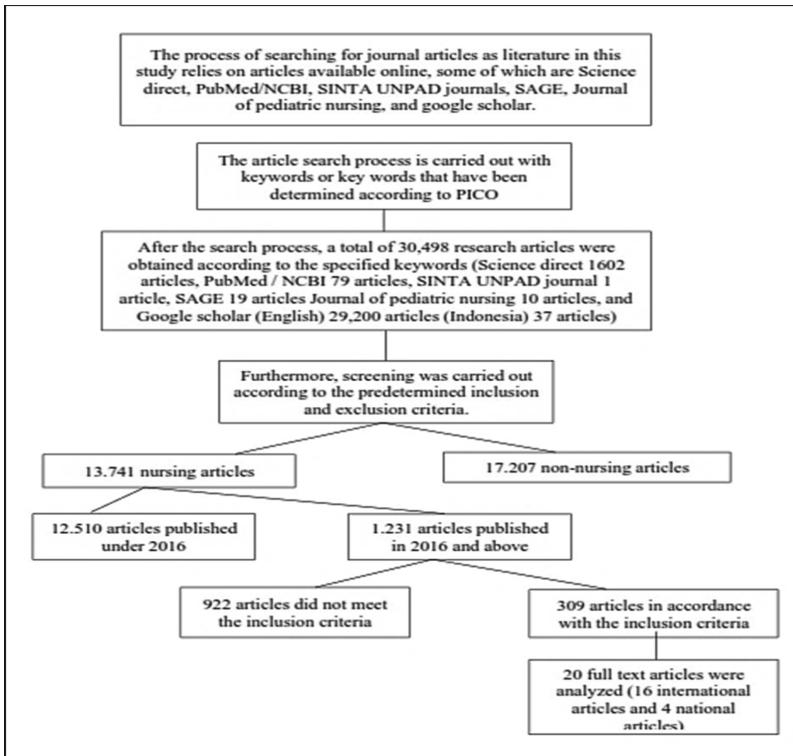 The process of searching for journal articles as literature in this
study relies on articles available online, some of which are Science
direct, PubMed/NCBI, SINTA UNPAD journals, SAGE, Journal
of pediatric nursing, and google scholar.
The article search process is carried out with
keywords or key words that have been
determined according to PICO
After the search process, a total of 30,498 research articles were
obtained according to the specified keywords (Science direct 1602
articles, PubMed / NCBI 79 articles, SINTA UNPAD journal 1
article, SAGE 19 articles Journal of pediatric nursing 10 articles, and
Google scholar (English) 29,200 articles (Indonesia) 37 articles)
Furthermore, screening was carried out
according to the predetermined inclusion
and exclusion criteria.
13.741 nursing articles
17.207 non-nursing articles
12.510 articles published
under 2016
1.231 articles published
in 2016 and above
922 articles did not meet
the inclusion criteria
309 articles in accordance
with the inclusion criteria
20 full text articles were
analyzed (16 international
articles and 4 national
articles)